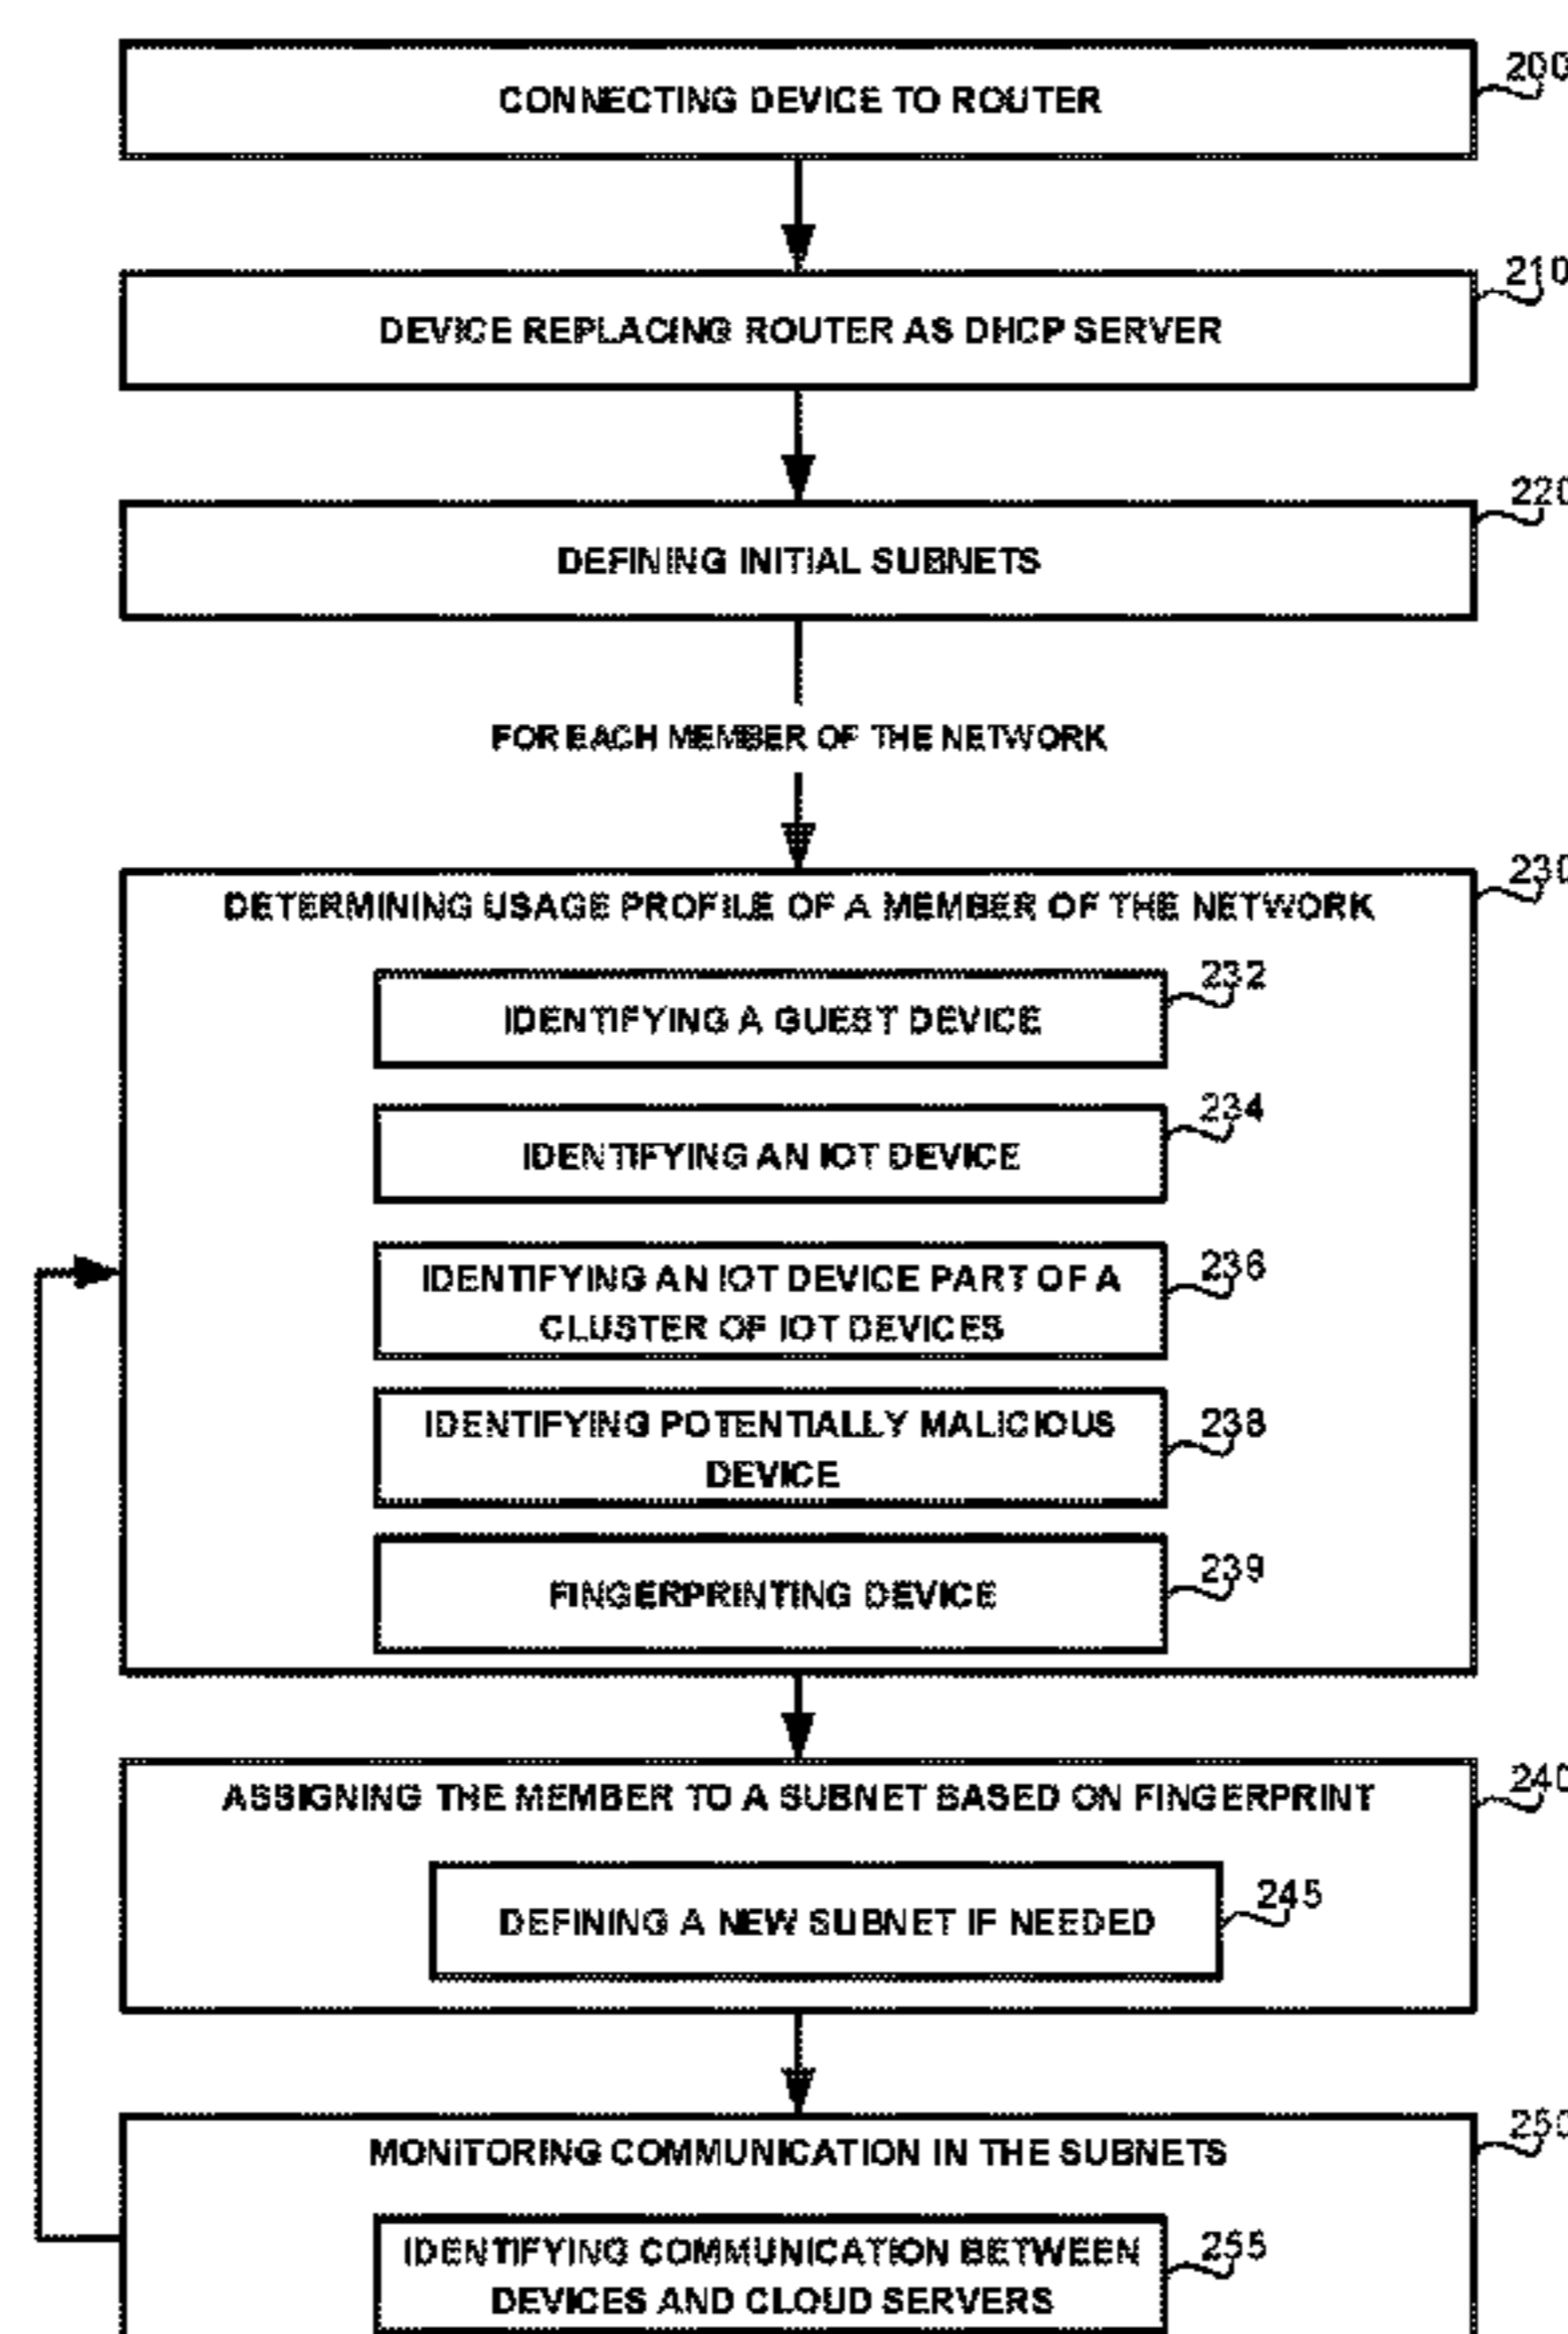 200
CONNECTING DEVICE TO ROUTER
210
DEVICE REPLACING ROUTER AS DHCP SERVER
220
DEFINING INITIAL SUBNETS
FOR EACH MEMBER OF THE NETWORK
230
DETERMINING USAGE PROFILE OF A MEMBER OF THE NETWORK
232
IDENTIFYING A GUEST DEVICE
234
IDENTIFYING AN IOT DEVICE
236
IDENTIFYING AN IOT DEVICE PART OF A
CLUSTER OF IOT DEVICES
238
IDENTIFYING POTENTIALLY MALICIOUS
DEVICE
239
FINGERPRINTING DEVICE
240
ASSIGNING THE MEMBER TO A SUBNET BASED ON FINGERPRINT
245
DEFINING A NEW SUBNET IF NEEDED
250
MONITORING COMMUNICATION IN THE SUBNETS
255
IDENTIFYING COMMUNICATION BETWEEN
DEVICES AND CLOUD SERVERS